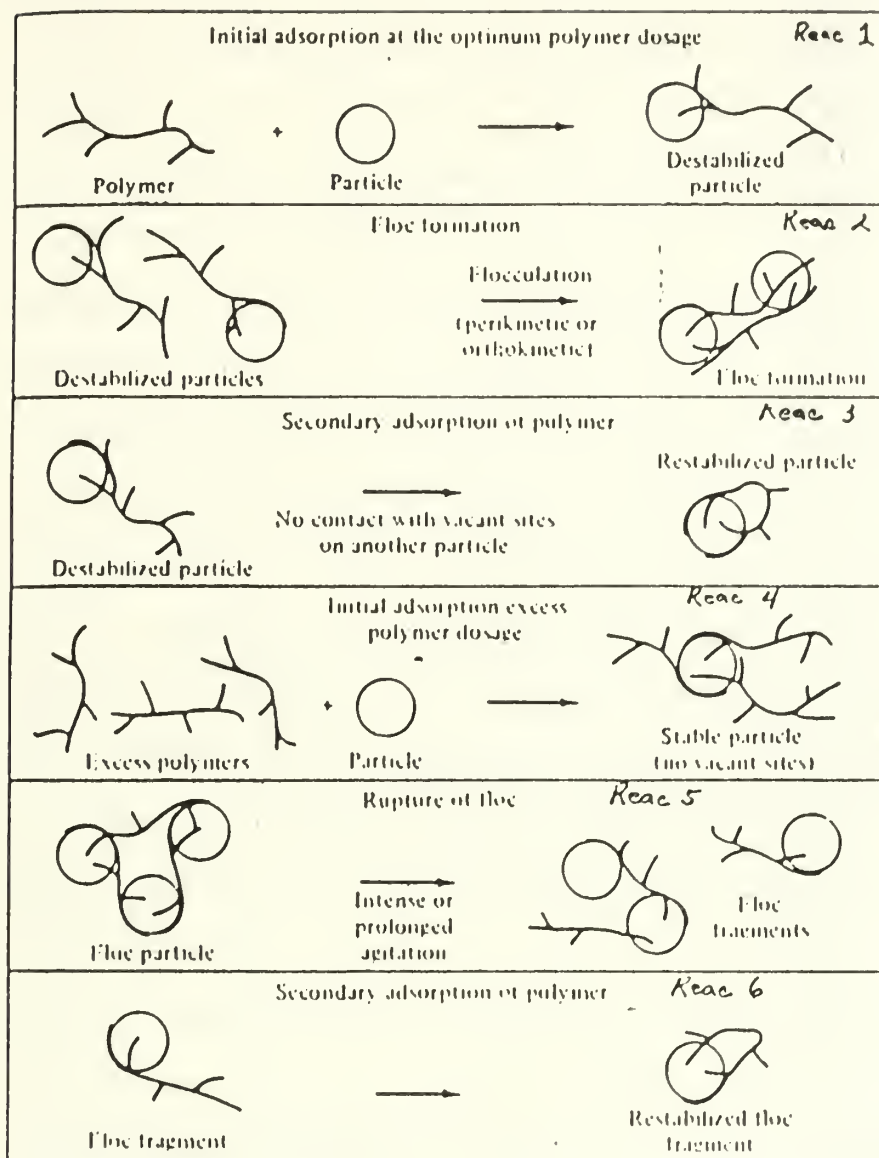 Initial adsorption at the optimum polymer dosage
Reac 1
+
Polymer
Particle
Destabilized
particle
Floc formation
Reac 2
Flocculation
(perikinetic or
orthokinetic)
Destabilized particles
Floc formation
Secondary adsorption of polymer
Reac 3
Restabilized particle
No contact with vacant sites
on another particle
Destabilized particle
Initial adsorption excess
polymer dosage
Reac 4
+
Excess polymers
Particle
Stable particle
(no vacant sites)
Rupture of floc
Reac 5
Intense or
prolonged
agitation
Floc particle
Floc
fragments
Secondary adsorption of polymer
Reac 6
Floc fragment
Restabilized floc
fragment